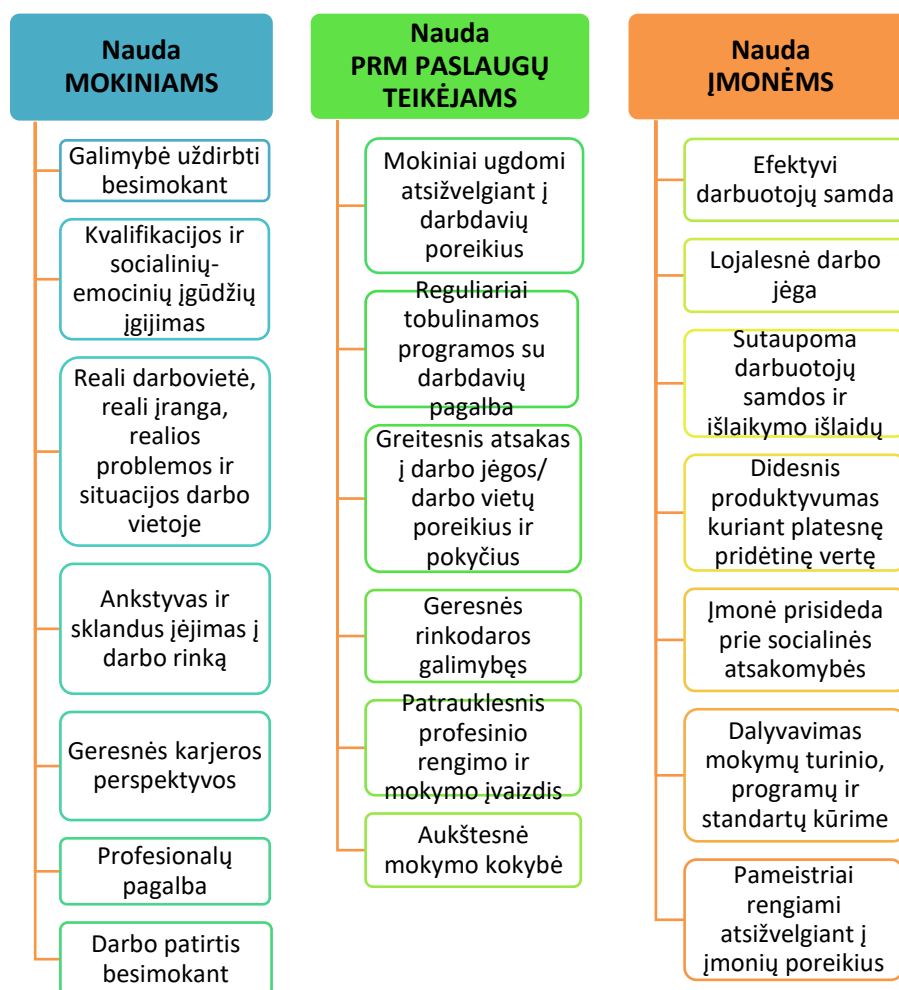 Nauda
MOKINIAMS
Galimybė uždirbti
besimokant
Kvalifikacijos ir
socialinių-
emocinių įgūdžių
įgijimas
Reali darbovietė,
reali įranga,
realios
problemos ir
situacijos darbo
vietoje
Ankstyvas ir
sklandus įėjimas į
darbo rinką
Geresnės karjeros
perspektyvos
Profesionalų
pagalba
Darbo patirtis
besimokant
Nauda
PRM PASLAUGŲ
TEIKĖJAMS
Mokiniai ugdomi
atsižvelgiant į
darbdavių
poreikius
Reguliariai
tobulinamos
programos su
darbdavių
pagalba
Greitesnis atsakas
į darbo jėgos/
darbo vietų
poreikius ir
pokyčius
Geresnės
rinkodaros
galimybęs
Patrauklesnis
profesinio
rengimo ir
mokymo įvaizdis
Aukštesnė
mokymo kokybė
Nauda
ĮMONĖMS
Efektyvi
darbuotojų samda
Lojalesnė darbo
jėga
Sutaupoma
darbuotojų
samdos ir
išlaikymo išlaidų
Didesnis
produktyvumas
kuriant platesnę
pridėtinę vertę
Įmonė prisideda
prie socialinės
atsakomybės
Dalyvavimas
mokymų turinio,
programų ir
standartų kūrime
Pameistriai
rengiami
atsižvelgiant į
įmonių poreikius